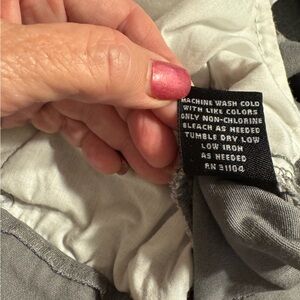 MACHINE WASH COLD
WITH LIKE COLORS
ONLY NON-CHLORINE
BLEACH AS NEEDED
TUMBLE DRY LOW
LOW IRON
AS NEEDED
RN 31104